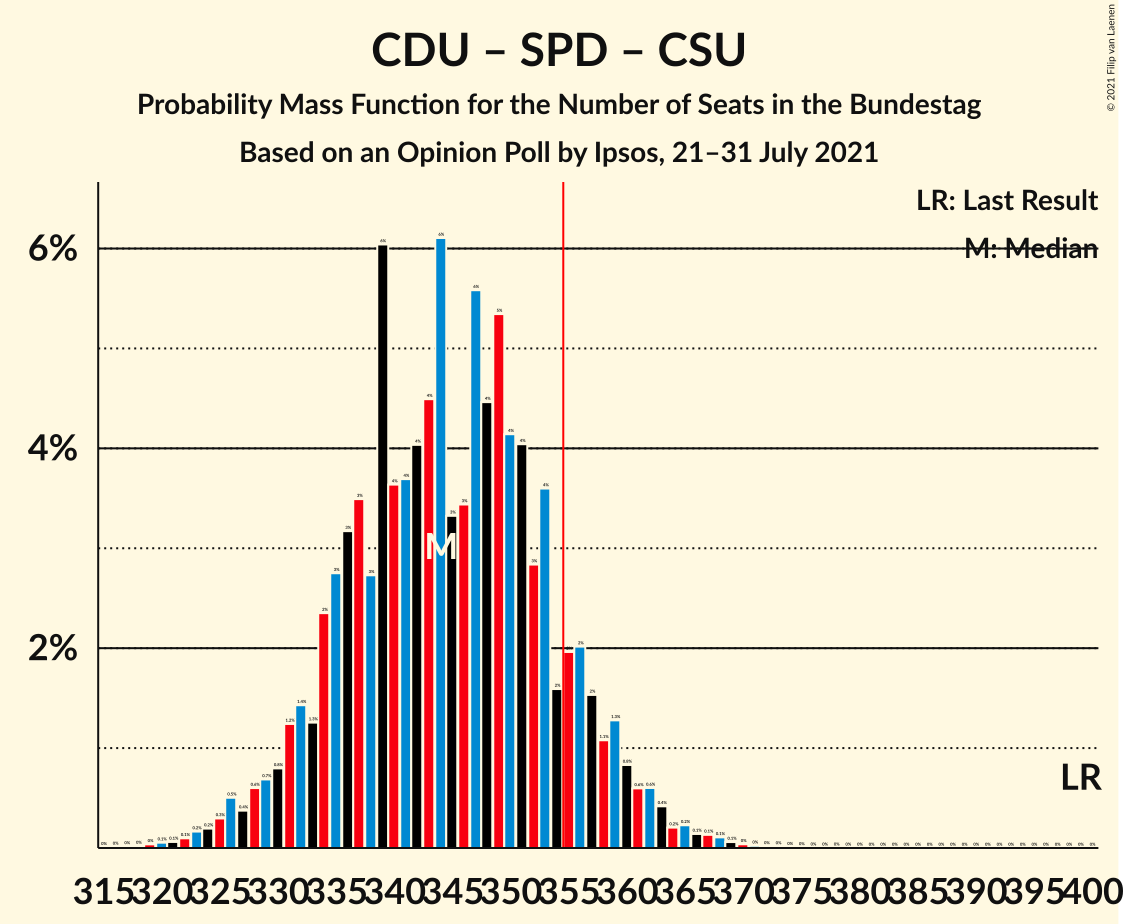 CDU – SPD – CSU
Probability Mass Function for the Number of Seats in the Bundestag
Based on an Opinion Poll by Ipsos, 21–31 July 2021
© 2021 Filip van Laenen
LR: Last Result
M: Median
6%
4%
2%
M
LR
315 320 325 330 335 340 345 350 355 360 365 370 375 380 385 390 395 400